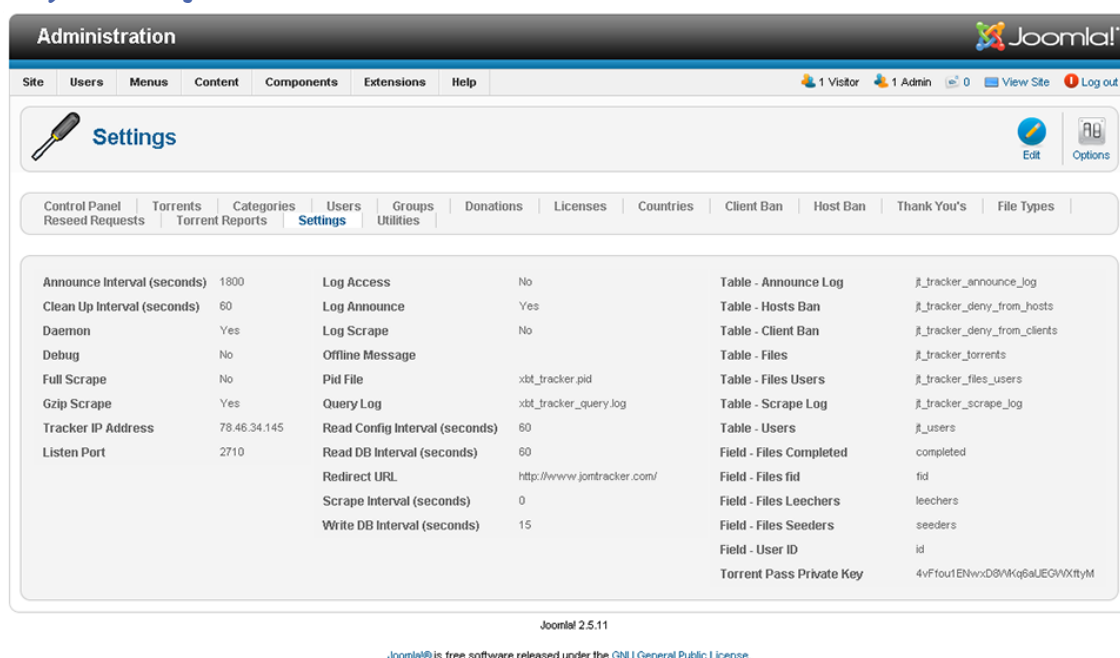 Administration
Joomla!
Site Users Menus Content Components Extensions Help
1 Visitor 1 Admin 0 View Site Log out
Settings
Edit Options
Control Panel Torrents Categories Users Groups Donations Licenses Countries Client Ban Host Ban Thank You's File Types
Reseed Requests Torrent Reports Settings Utilities
Announce Interval (seconds) 1800 Log Access No Table - Announce Log jt_tracker_announce_log
Clean Up Interval (seconds) 60 Log Announce Yes Table - Hosts Ban jt_tracker_deny_from_hosts
Daemon Yes Log Scrape No Table - Client Ban jt_tracker_deny_from_clients
Debug No Offline Message Table - Files jt_tracker_torrents
Full Scrape No Pid File xbt_tracker.pid Table - Files Users jt_tracker_files_users
Gzip Scrape Yes Query Log xbt_tracker_query.log Table - Scrape Log jt_tracker_scrape_log
Tracker IP Address 78.46.34.145 Read Config Interval (seconds) 60 Table - Users jt_users
Listen Port 2710 Read DB Interval (seconds) 60 Field - Files Completed completed
Redirect URL http://www.jomtracker.com/ Field - Files fid fid
Scrape Interval (seconds) 0 Field - Files Leechers leechers
Write DB Interval (seconds) 15 Field - Files Seeders seeders
Field - User ID id
Torrent Pass Private Key
Joomla! 2.5.11
Joomla!® is free software released under the GNU General Public License.